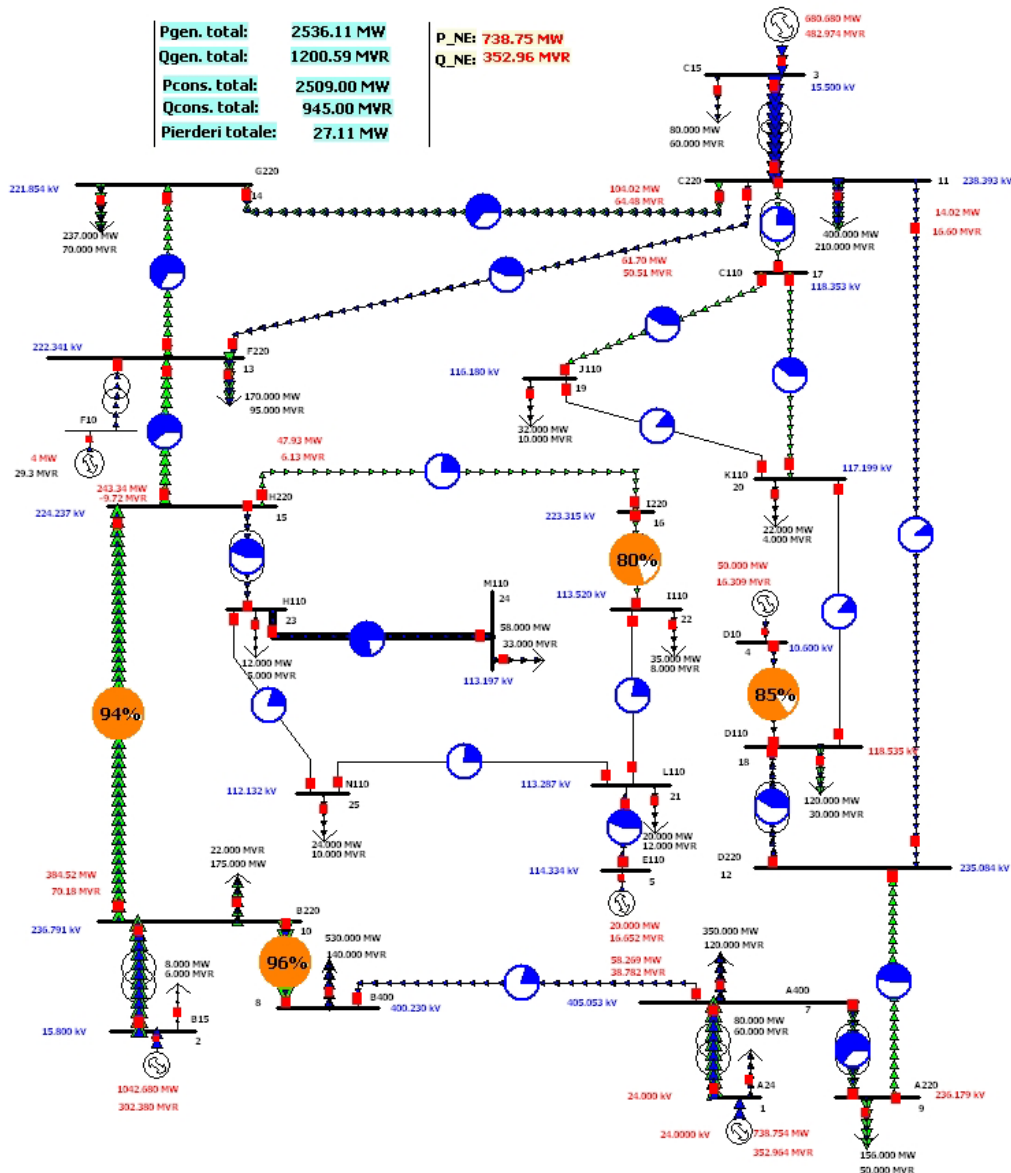 Pgen. total: 2536.11 MW
Qgen. total: 1200.59 MVR
Pcons. total: 2509.00 MW
Qcons. total: 945.00 MVR
Pierderi totale: 27.11 MW
P_NE: 738.75 MW
Q_NE: 352.96 MVR
680.680 MW
482.974 MVR
C15
3
15.500 kV
80.000 MW
60.000 MVR
G220
14
221.854 kV
237.000 MW
70.000 MVR
104.02 MW
64.48 MVR
C220
11
238.393 kV
400.000 MW
210.000 MVR
14.02 MW
16.60 MVR
61.70 MW
50.51 MVR
C110
17
118.353 kV
222.341 kV
F220
13
170.000 MW
95.000 MVR
F10
4 MW
29.3 MVR
116.180 kV
J110
19
32.000 MW
10.000 MVR
47.93 MW
6.13 MVR
243.34 MW
-9.72 MVR
H220
15
224.237 kV
K110
20
117.199 kV
22.000 MW
4.000 MVR
I220
16
223.315 kV
80%
113.520 kV
I110
22
35.000 MW
8.000 MVR
H110
23
12.000 MW
5.000 MVR
M110
24
58.000 MW
33.000 MVR
113.197 kV
50.000 MW
16.309 MVR
D10
4
10.600 kV
85%
94%
D110
18
118.535 kV
120.000 MW
30.000 MVR
112.132 kV
N110
25
24.000 MW
10.000 MVR
113.287 kV
L110
21
20.000 MW
12.000 MVR
114.334 kV
E110
5
20.000 MW
16.652 MVR
D220
12
235.084 kV
384.52 MW
70.18 MVR
22.000 MVR
175.000 MW
B220
10
236.791 kV
96%
530.000 MW
140.000 MVR
8
B400
400.230 kV
8.000 MW
6.000 MVR
15.800 kV
B15
2
1042.680 MW
302.380 MVR
58.269 MW
38.782 MVR
350.000 MW
120.000 MVR
405.053 kV
A400
7
80.000 MW
60.000 MVR
24.000 kV
A24
1
24.0000 kV
738.754 MW
352.964 MVR
A220
9
236.179 kV
156.000 MW
50.000 MVR